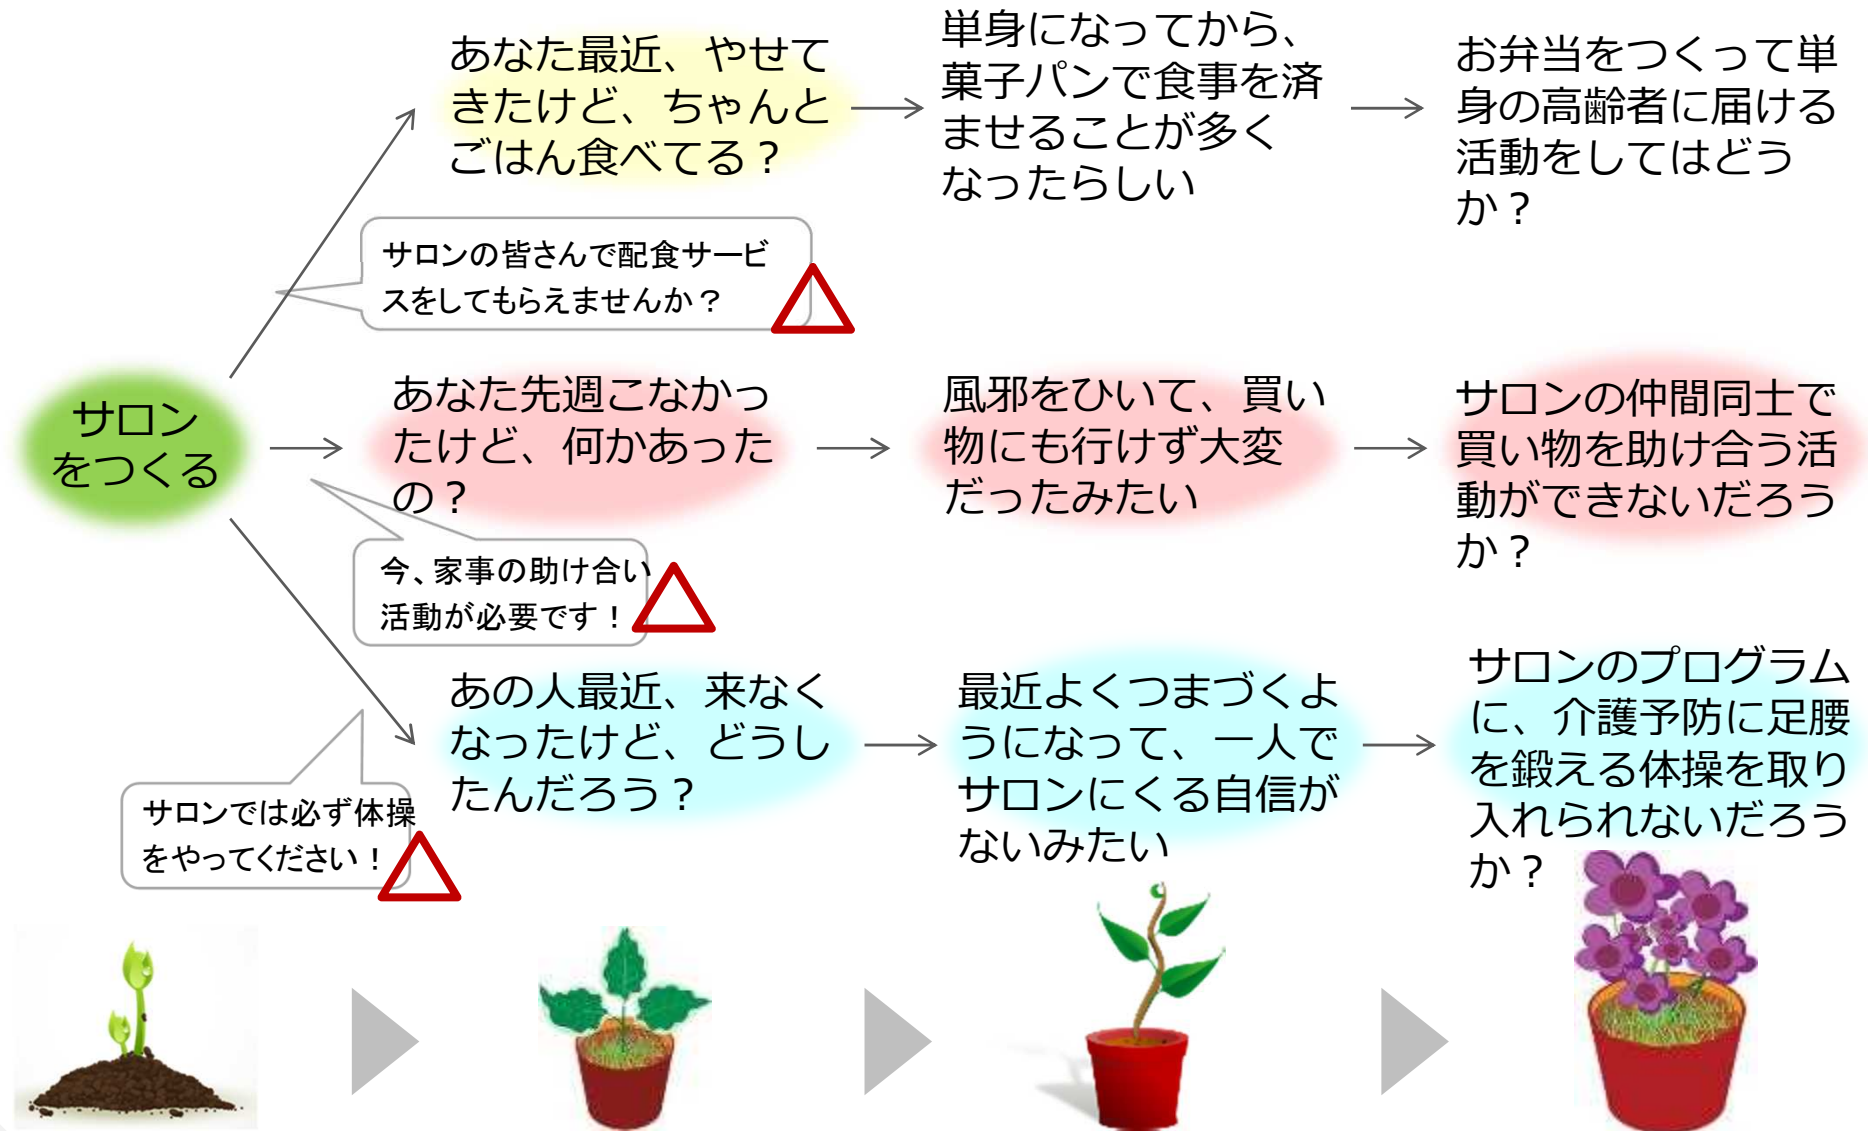 あなた最近、やせて
きたけど、ちゃんと
ごはん食べてる？
単身になってから、
菓子パンで食事を済
ませることが多く
なったらしい
お弁当をつくって単
身の高齢者に届ける
活動をしてはどう
か？
サロンの皆さんで配食サービ
スをしてもらえませんか？
サロン
をつくる
あなた先週こなかっ
たけど、何かあった
の？
風邪をひいて、買い
物にも行けず大変
だったみたい
サロンの仲間同士で
買い物を助け合う活
動ができないだろう
か？
今、家事の助け合い
活動が必要です！
あの人最近、来なく
なったけど、どうし
たんだろう？
最近よくつまづくよ
うになって、一人で
サロンにくる自信が
ないみたい
サロンのプログラム
に、介護予防に足腰
を鍛える体操を取り
入れられないだろう
か？
サロンでは必ず体操
をやってください！